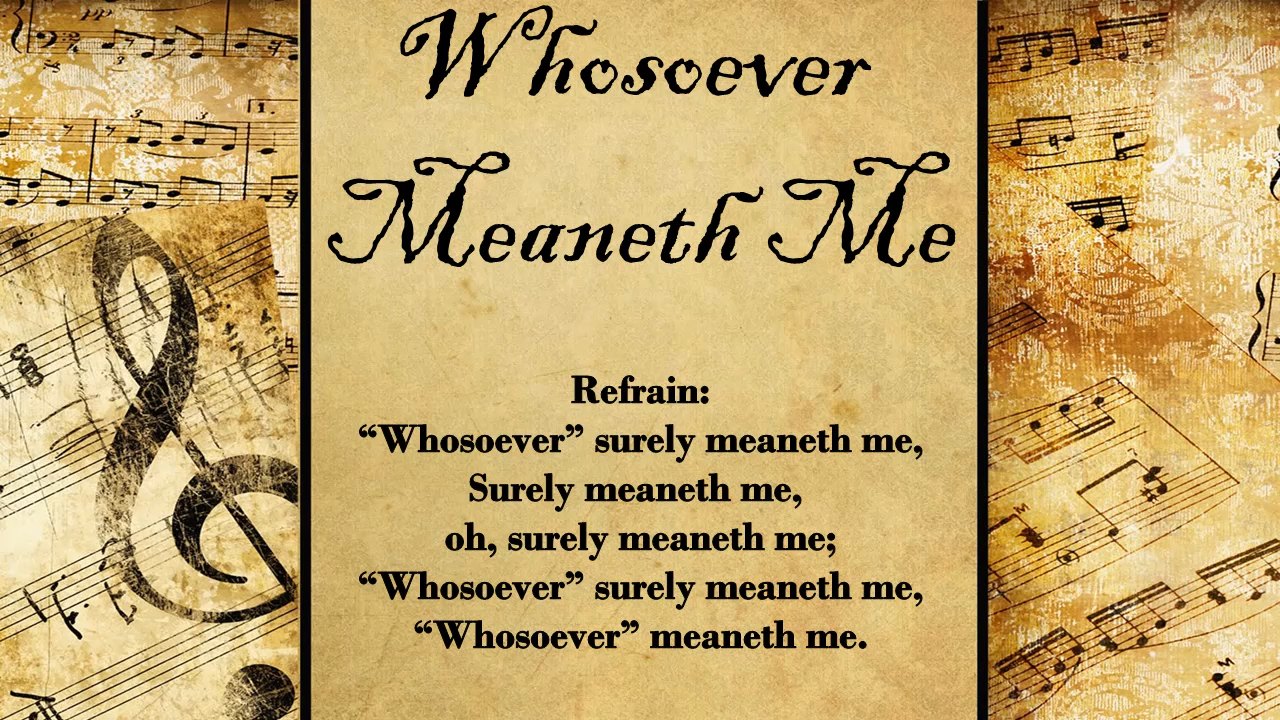 Whosoever
Meaneth Me
Refrain:
“Whosoever” surely meaneth me,
Surely meaneth me,
oh, surely meaneth me;
“Whosoever” surely meaneth me,
“Whosoever” meaneth me.